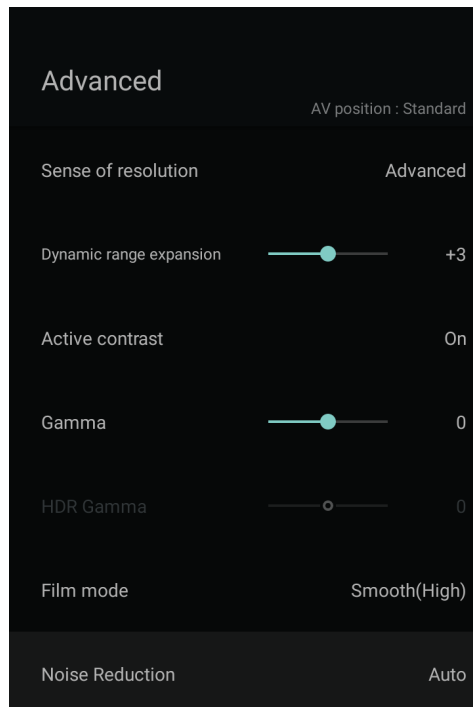 Advanced
AV position : Standard
Sense of resolution Advanced
Dynamic range expansion +3
Active contrast On
Gamma 0
HDR Gamma 0
Film mode Smooth(High)
Noise Reduction Auto